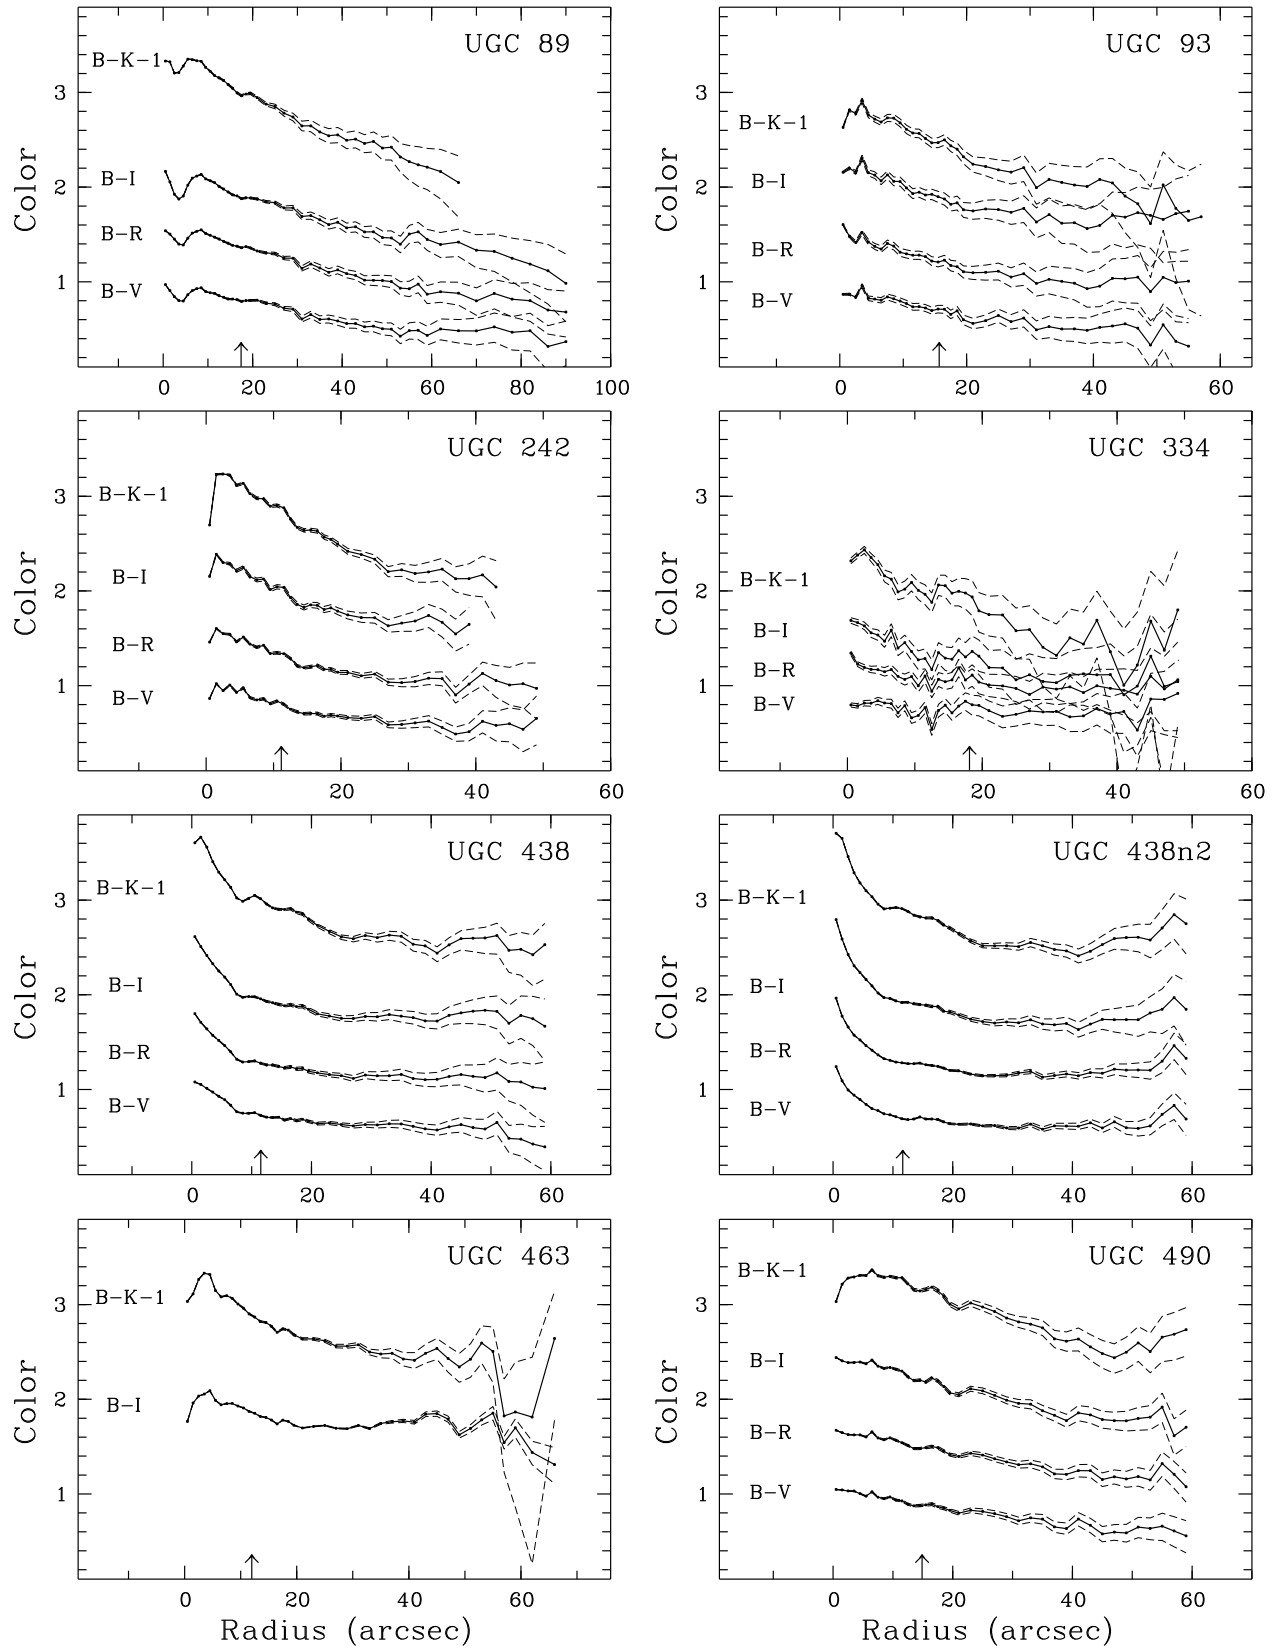 UGC 89
B-K-1
B-I
B-R
B-V
3
2
1
Color
0 20 40 60 80 100
UGC 93
B-K-1
B-I
B-R
B-V
3
2
1
Color
0 20 40 60
UGC 242
B-K-1
B-I
B-R
B-V
3
2
1
Color
0 20 40 60
UGC 334
B-K-1
B-I
B-R
B-V
3
2
1
Color
0 20 40 60
UGC 438
B-K-1
B-I
B-R
B-V
3
2
1
Color
0 20 40 60
UGC 438n2
B-K-1
B-I
B-R
B-V
3
2
1
Color
0 20 40 60
UGC 463
B-K-1
B-I
3
2
1
Color
0 20 40 60
Radius (arcsec)
UGC 490
B-K-1
B-I
B-R
B-V
3
2
1
Color
0 20 40 60
Radius (arcsec)